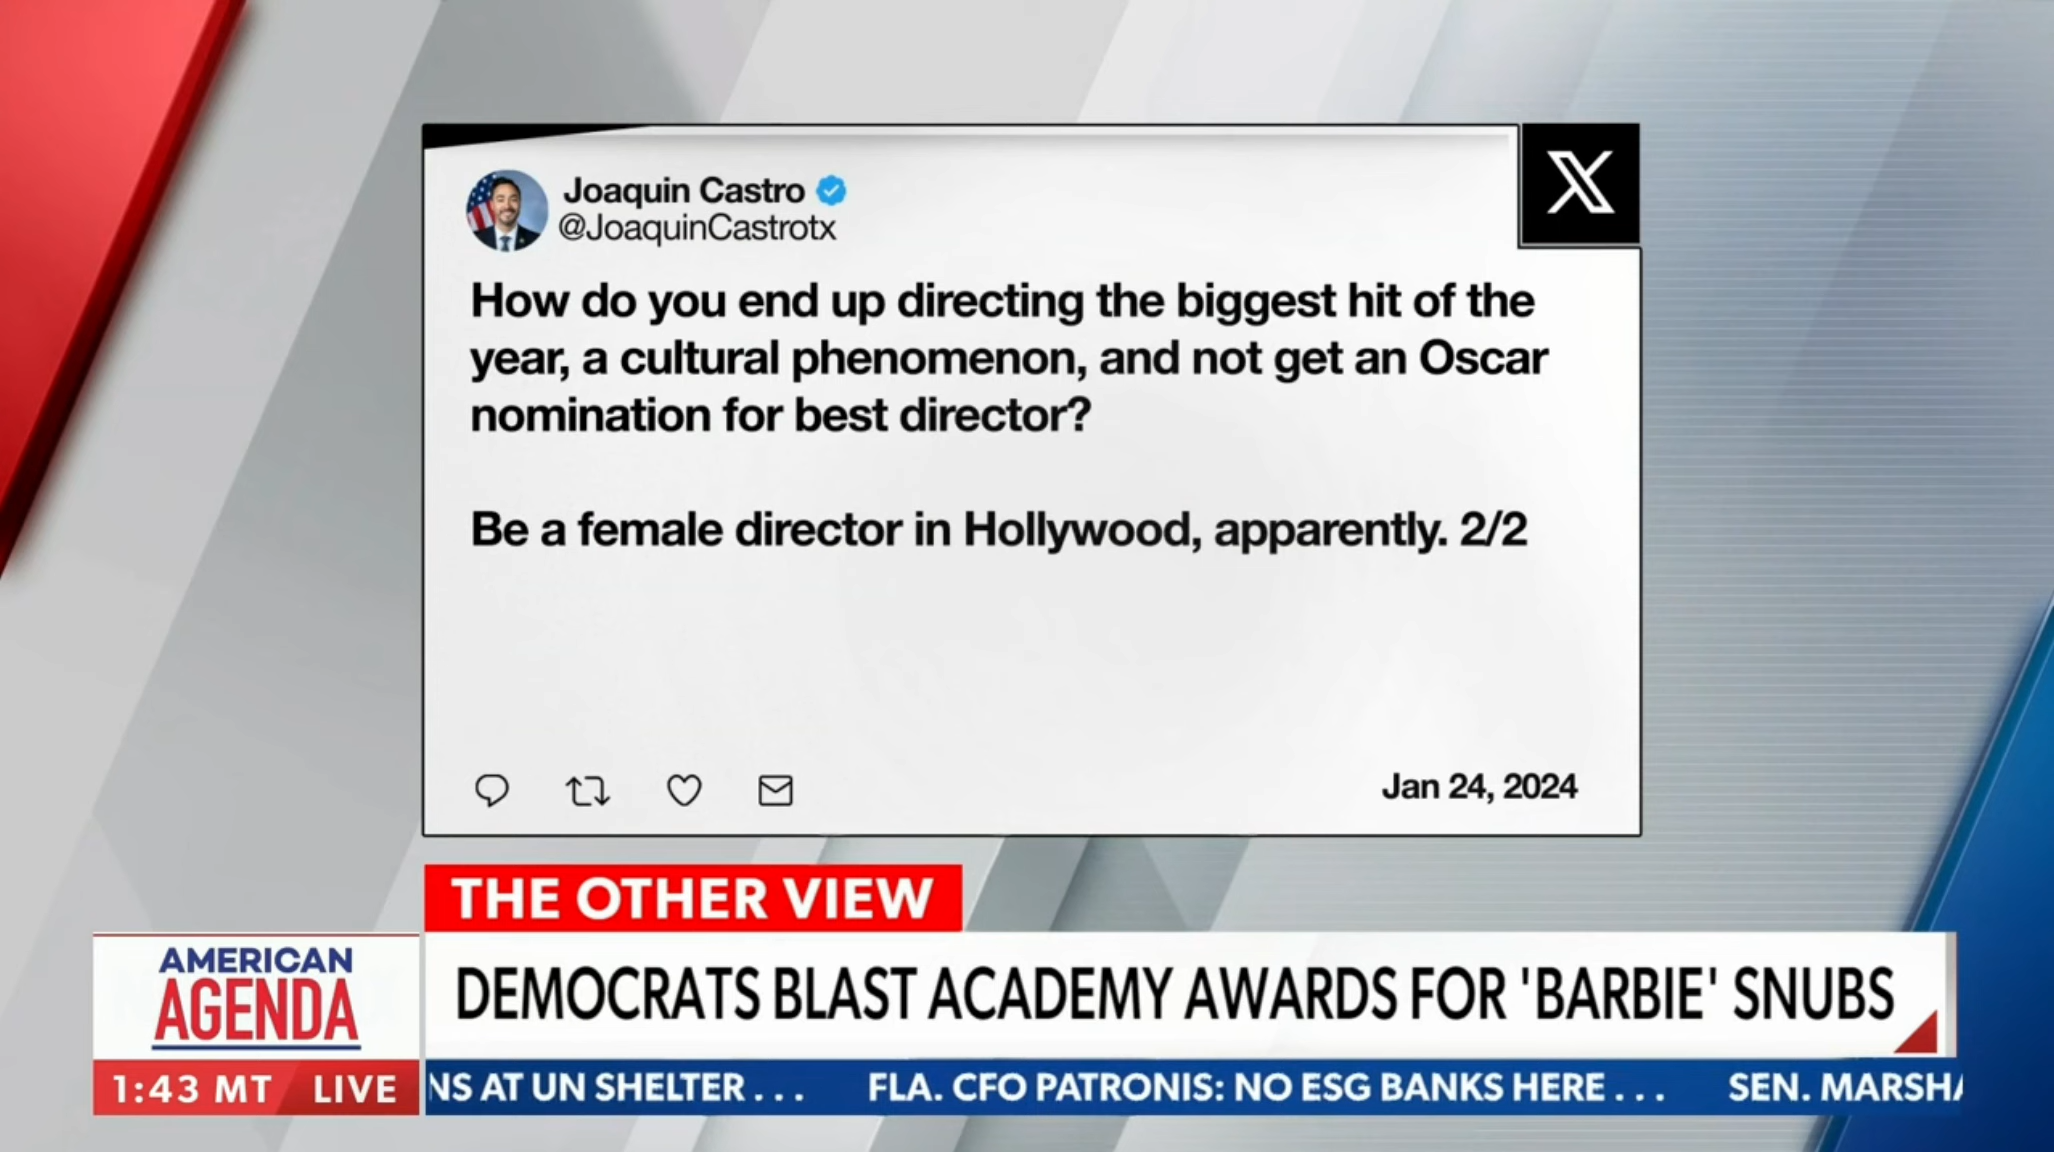 Joaquin Castro
@JoaquinCastrotx
X
How do you end up directing the biggest hit of the
year, a cultural phenomenon, and not get an Oscar
nomination for best director?
Be a female director in Hollywood, apparently. 2/2
Jan 24, 2024
THE OTHER VIEW
AMERICAN
AGENDA
DEMOCRATS BLAST ACADEMY AWARDS FOR 'BARBIE' SNUBS
1:43 MT LIVE
NS AT UN SHELTER . . . FLA. CFO PATRONIS: NO ESG BANKS HERE . . . SEN. MARSHA